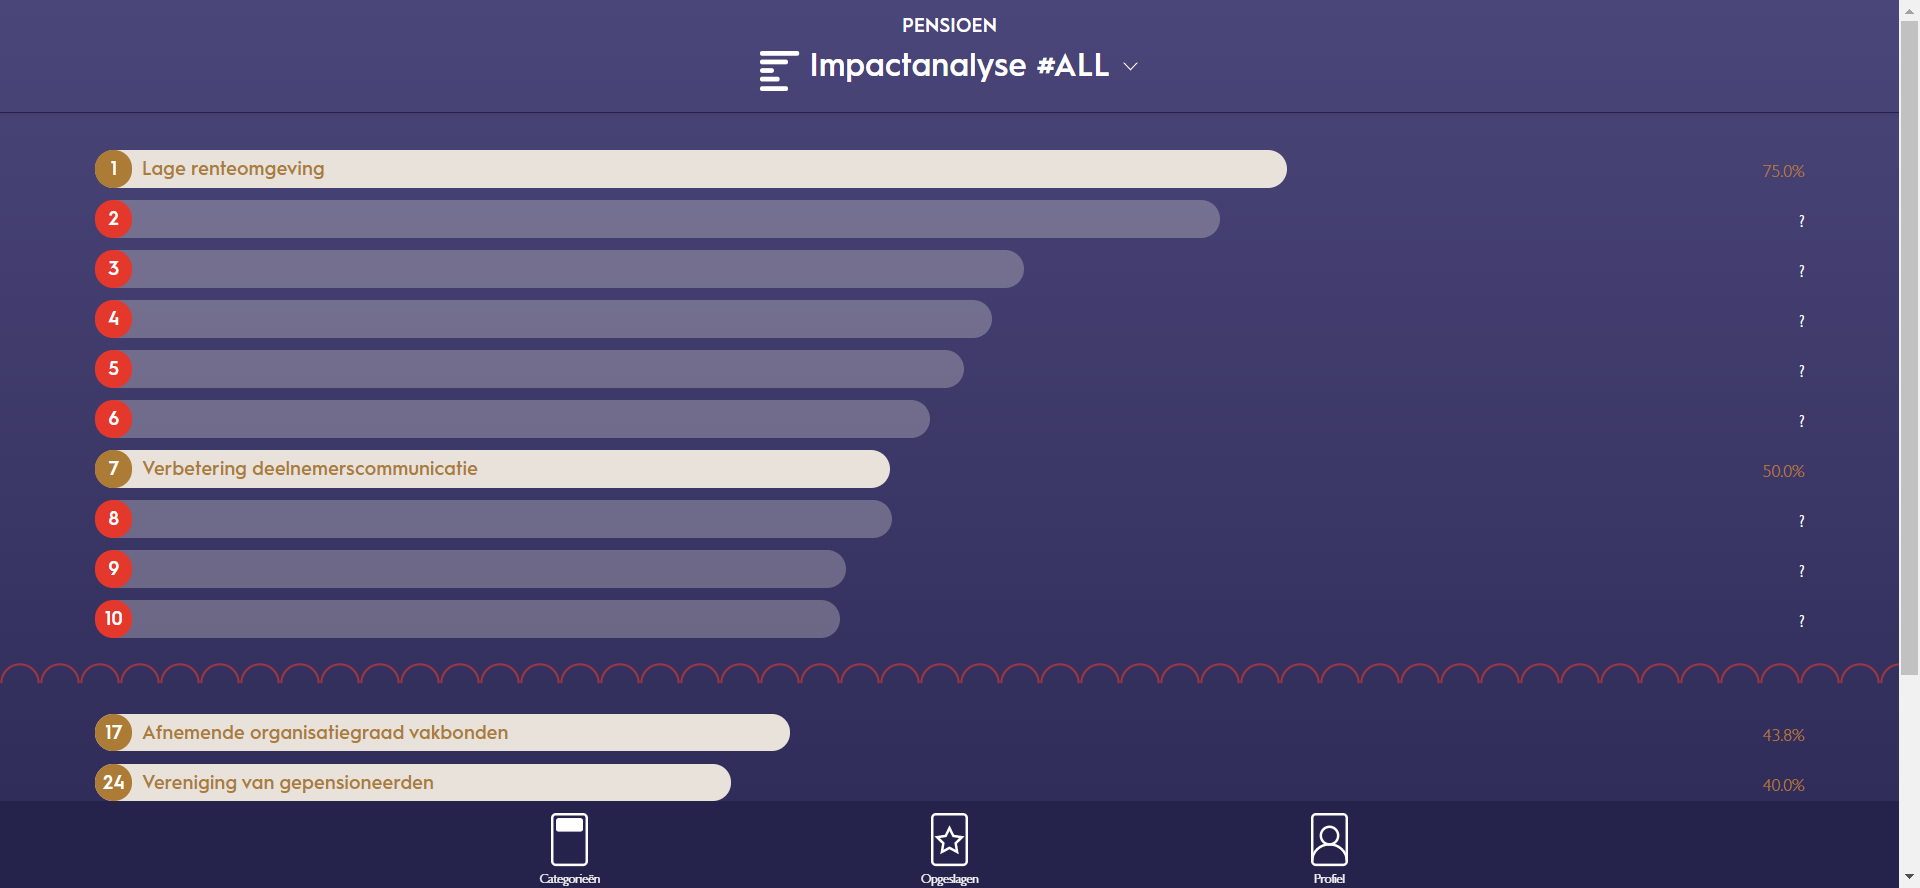 PENSIOEN
Impactanalyse #ALL
1 Lage renteomgeving 75.0%
2 ?
3 ?
4 ?
5 ?
6 ?
7 Verbetering deelnemerscommunicatie 50.0%
8 ?
9 ?
10 ?
17 Afnemende organisatiegraad vakbonden 43.8%
24 Vereniging van gepensioneerden 40.0%
Categorieën Opgeslagen Profiel